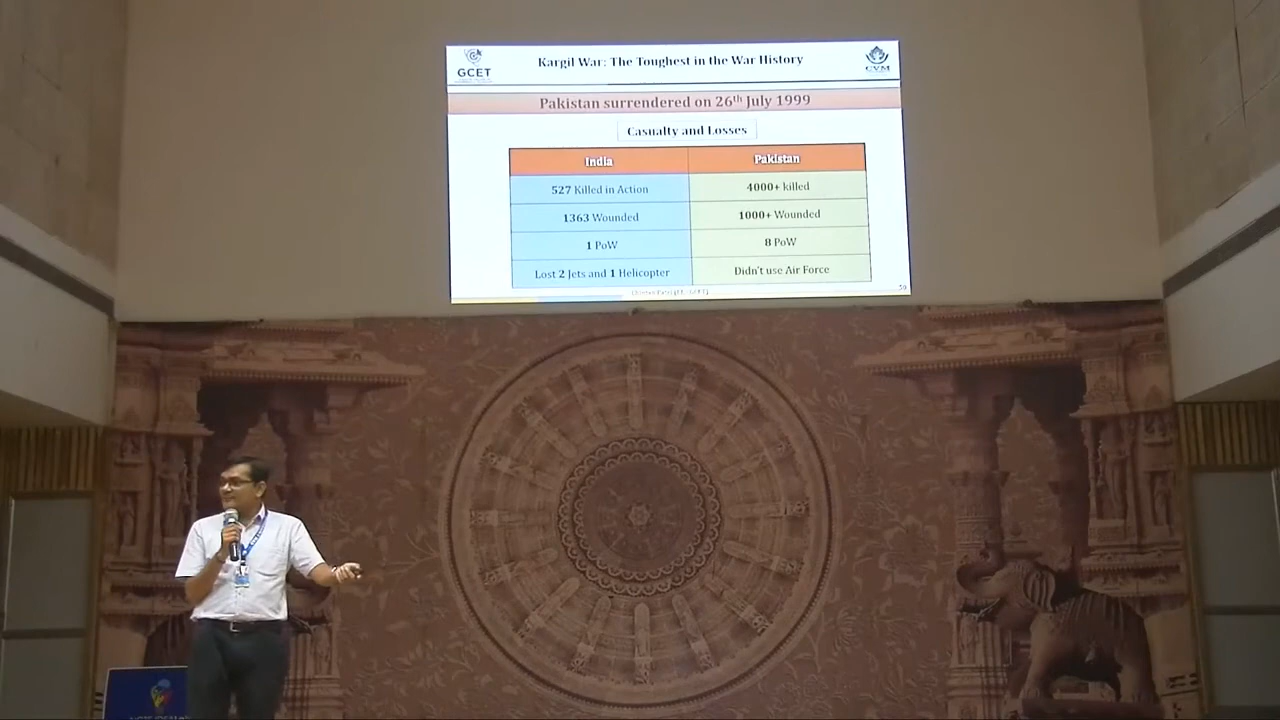 GCET
Kargil War: The Toughest in the War History
CVM
Pakistan surrendered on 26th July 1999
Casualty and Losses
India
Pakistan
527 Killed in Action
4000+ killed
1363 Wounded
1000+ Wounded
1 PoW
8 PoW
Lost 2 Jets and 1 Helicopter
Didn't use Air Force
50